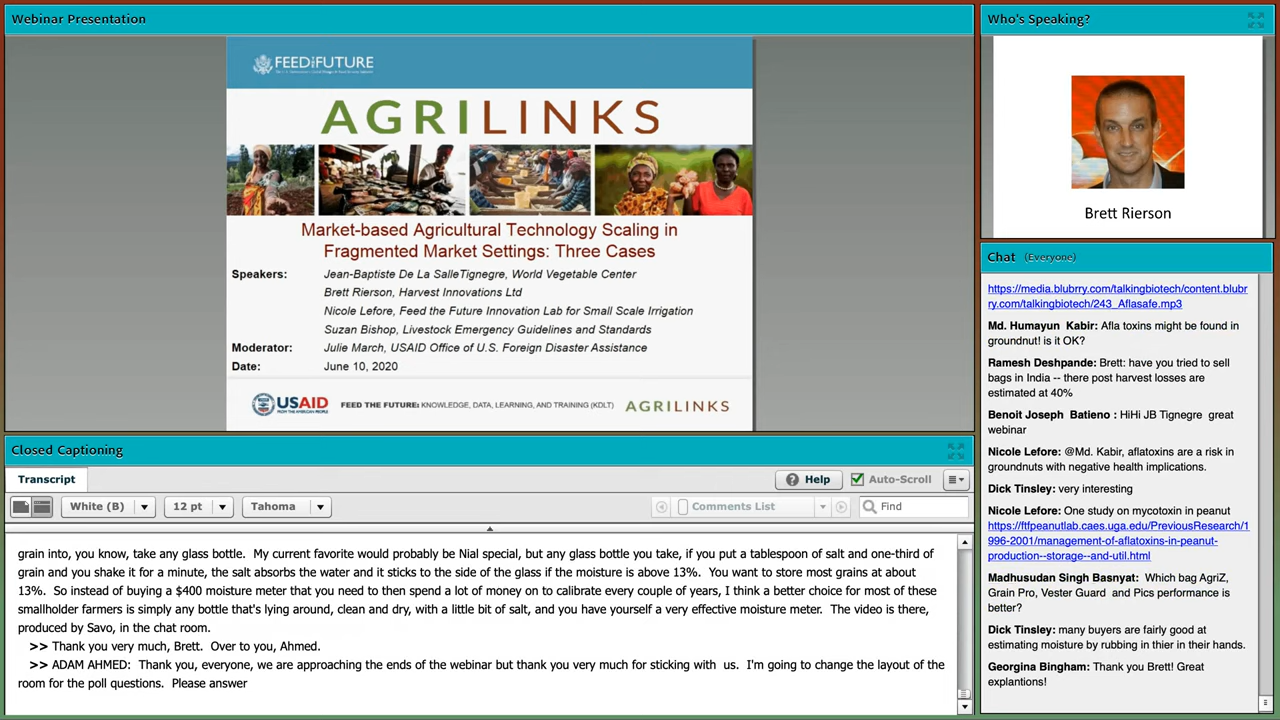 Webinar Presentation
FEED THE FUTURE
AGRILINKS
Market-based Agricultural Technology Scaling in
Fragmented Market Settings: Three Cases
Speakers: Jean-Baptiste De La SalleTignegre, World Vegetable Center
Brett Rierson, Harvest Innovations Ltd
Nicole Lefore, Feed the Future Innovation Lab for Small Scale Irrigation
Suzan Bishop, Livestock Emergency Guidelines and Standards
Moderator: Julie March, USAID Office of U.S. Foreign Disaster Assistance
Date: June 10, 2020
USAID
FROM THE AMERICAN PEOPLE
FEED THE FUTURE: KNOWLEDGE, DATA, LEARNING, AND TRAINING (KDLT)
AGRILINKS
Closed Captioning
Transcript
Help
Auto-Scroll
White (B)
12 pt
Tahoma
Comments List
Find
grain into, you know, take any glass bottle. My current favorite would probably be Nial special, but any glass bottle you take, if you put a tablespoon of salt and one-third of
grain and you shake it for a minute, the salt absorbs the water and it sticks to the side of the glass if the moisture is above 13%. You want to store most grains at about
13%. So instead of buying a $400 moisture meter that you need to then spend a lot of money on to calibrate every couple of years, I think a better choice for most of these
smallholder farmers is simply any bottle that's lying around, clean and dry, with a little bit of salt, and you have yourself a very effective moisture meter. The video is there,
produced by Savo, in the chat room.
>> Thank you very much, Brett. Over to you, Ahmed.
>> ADAM AHMED: Thank you, everyone, we are approaching the ends of the webinar but thank you very much for sticking with us. I'm going to change the layout of the
room for the poll questions. Please answer
Who's Speaking?
Brett Rierson
Chat (Everyone)
https://media.blubrry.com/talkingbiotech/content.blubr
ry.com/talkingbiotech/243_Aflasafe.mp3
Md. Humayun Kabir: Afla toxins might be found in
groundnut! is it OK?
Ramesh Deshpande: Brett: have you tried to sell
bags in India -- there post harvest losses are
estimated at 40%
Benoit Joseph Batieno : HiHi JB Tignegre great
webinar
Nicole Lefore: @Md. Kabir, aflatoxins are a risk in
groundnuts with negative health implications.
Dick Tinsley: very interesting
Nicole Lefore: One study on mycotoxin in peanut
https://ftfpeanutlab.caes.uga.edu/PreviousResearch/1
996-2001/management-of-aflatoxins-in-peanut-
production--storage--and-util.html
Madhusudan Singh Basnyat: Which bag AgriZ,
Grain Pro, Vester Guard and Pics performance is
better?
Dick Tinsley: many buyers are fairly good at
estimating moisture by rubbing in thier in their hands.
Georgina Bingham: Thank you Brett! Great
explantions!